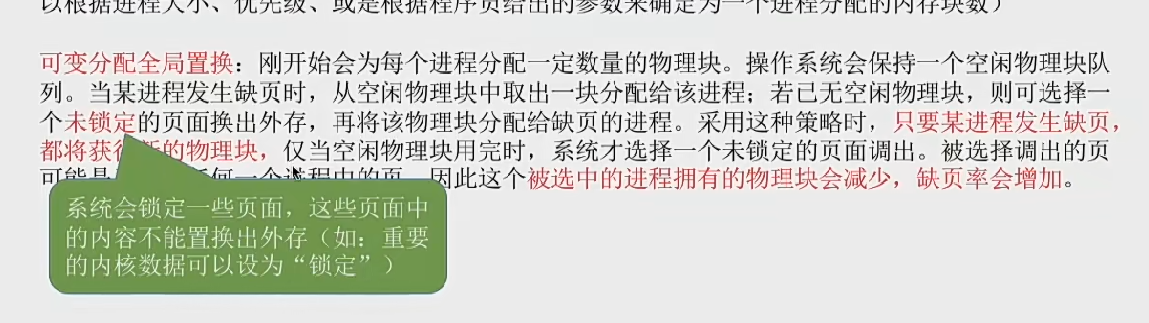 以根据进程大小、优先级、或是根据程序员给出的参数来确定为一个进程分配的内存块数）
可变分配全局置换：刚开始会为每个进程分配一定数量的物理块。操作系统会保持一个空闲物理块队
列。当某进程发生缺页时，从空闲物理块中取出一块分配给该进程；若已无空闲物理块，则可选择一
个未锁定的页面换出外存，再将该物理块分配给缺页的进程。采用这种策略时，只要某进程发生缺页，
都将获得新的物理块，仅当空闲物理块用完时，系统才选择一个未锁定的页面调出。被选择调出的页
可能是 任何一个进程中的页，因此这个被选中的进程拥有的物理块会减少，缺页率会增加。
系统会锁定一些页面，这些页面中
的内容不能置换出外存（如：重要
的内核数据可以设为“锁定”）